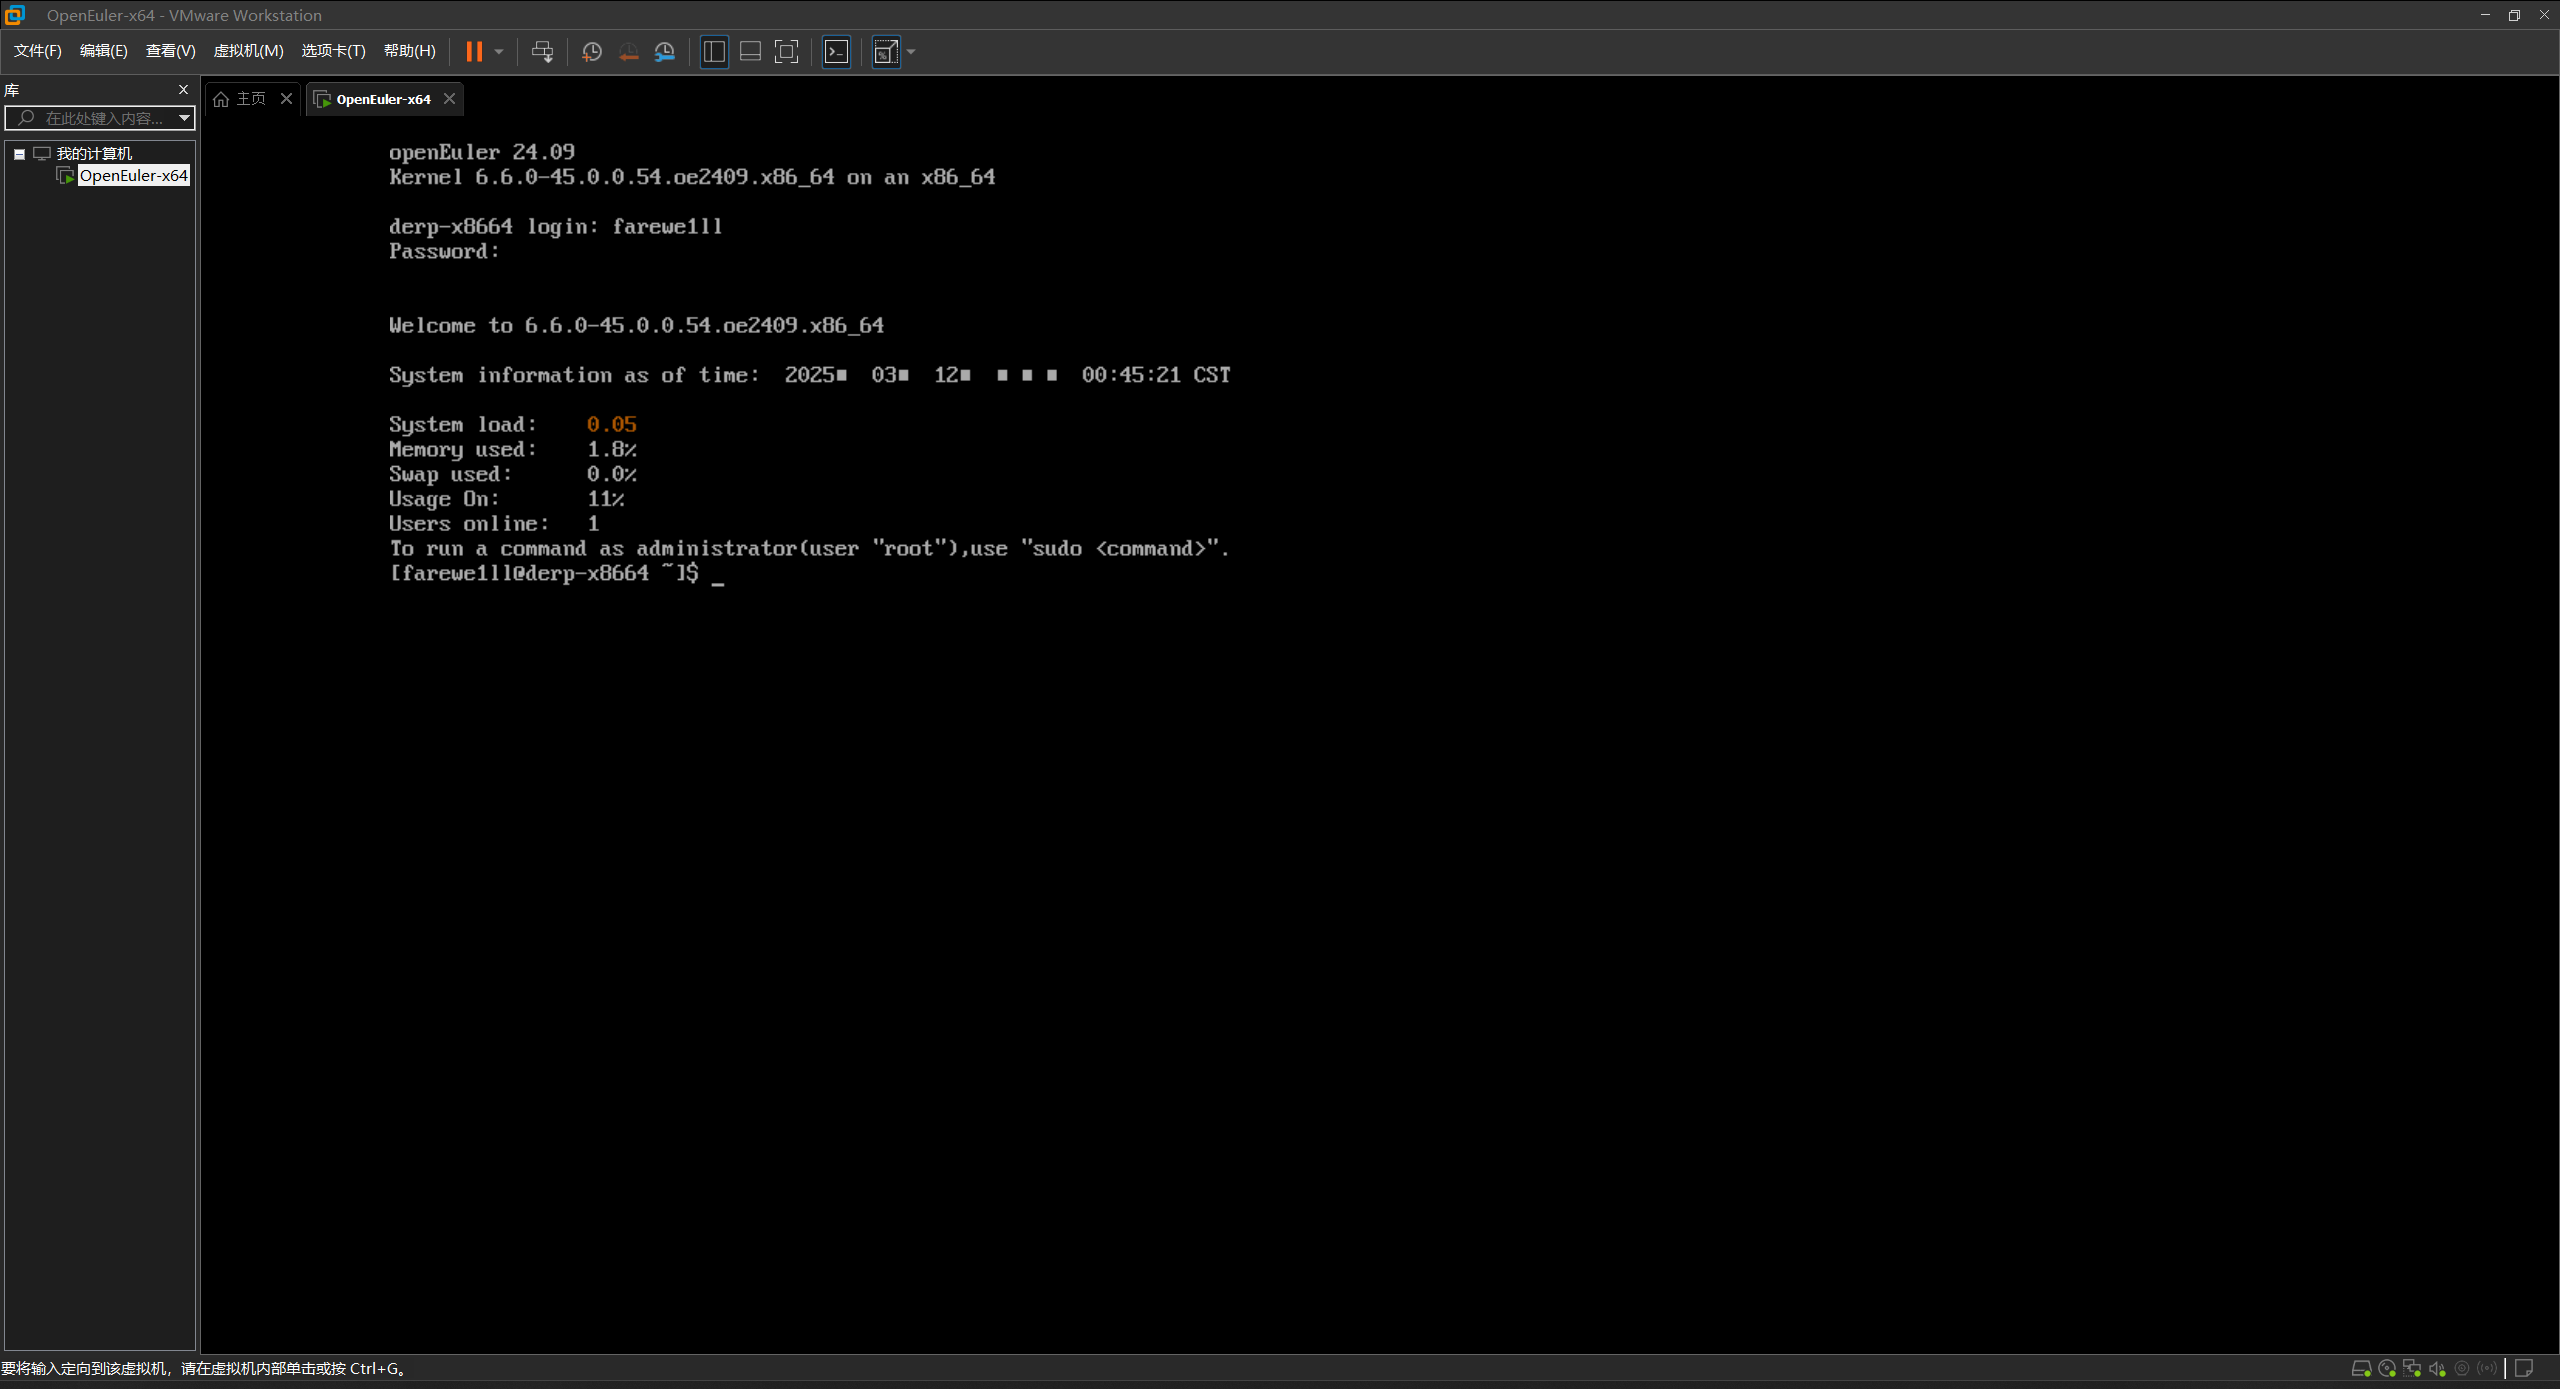 OpenEuler-x64 - VMware Workstation
文件(F) 编辑(E) 查看(V) 虚拟机(M) 选项卡(T) 帮助(H)
库
在此处键入内容...
我的计算机
OpenEuler-x64
主页 OpenEuler-x64
openEuler 24.09
Kernel 6.6.0-45.0.0.54.oe2409.x86_64 on an x86_64
derp-x8664 login: farewe1ll
Password:
Welcome to 6.6.0-45.0.0.54.oe2409.x86_64
System information as of time: 2025■ 03■ 12■ ■ ■ ■ 00:45:21 CST
System load: 0.05
Memory used: 1.8%
Swap used: 0.0%
Usage On: 11%
Users online: 1
To run a command as administrator(user "root"),use "sudo <command>".
[farewe1ll@derp-x8664 ~]$ _
要将输入定向到该虚拟机，请在虚拟机内部单击或按 Ctrl+G。